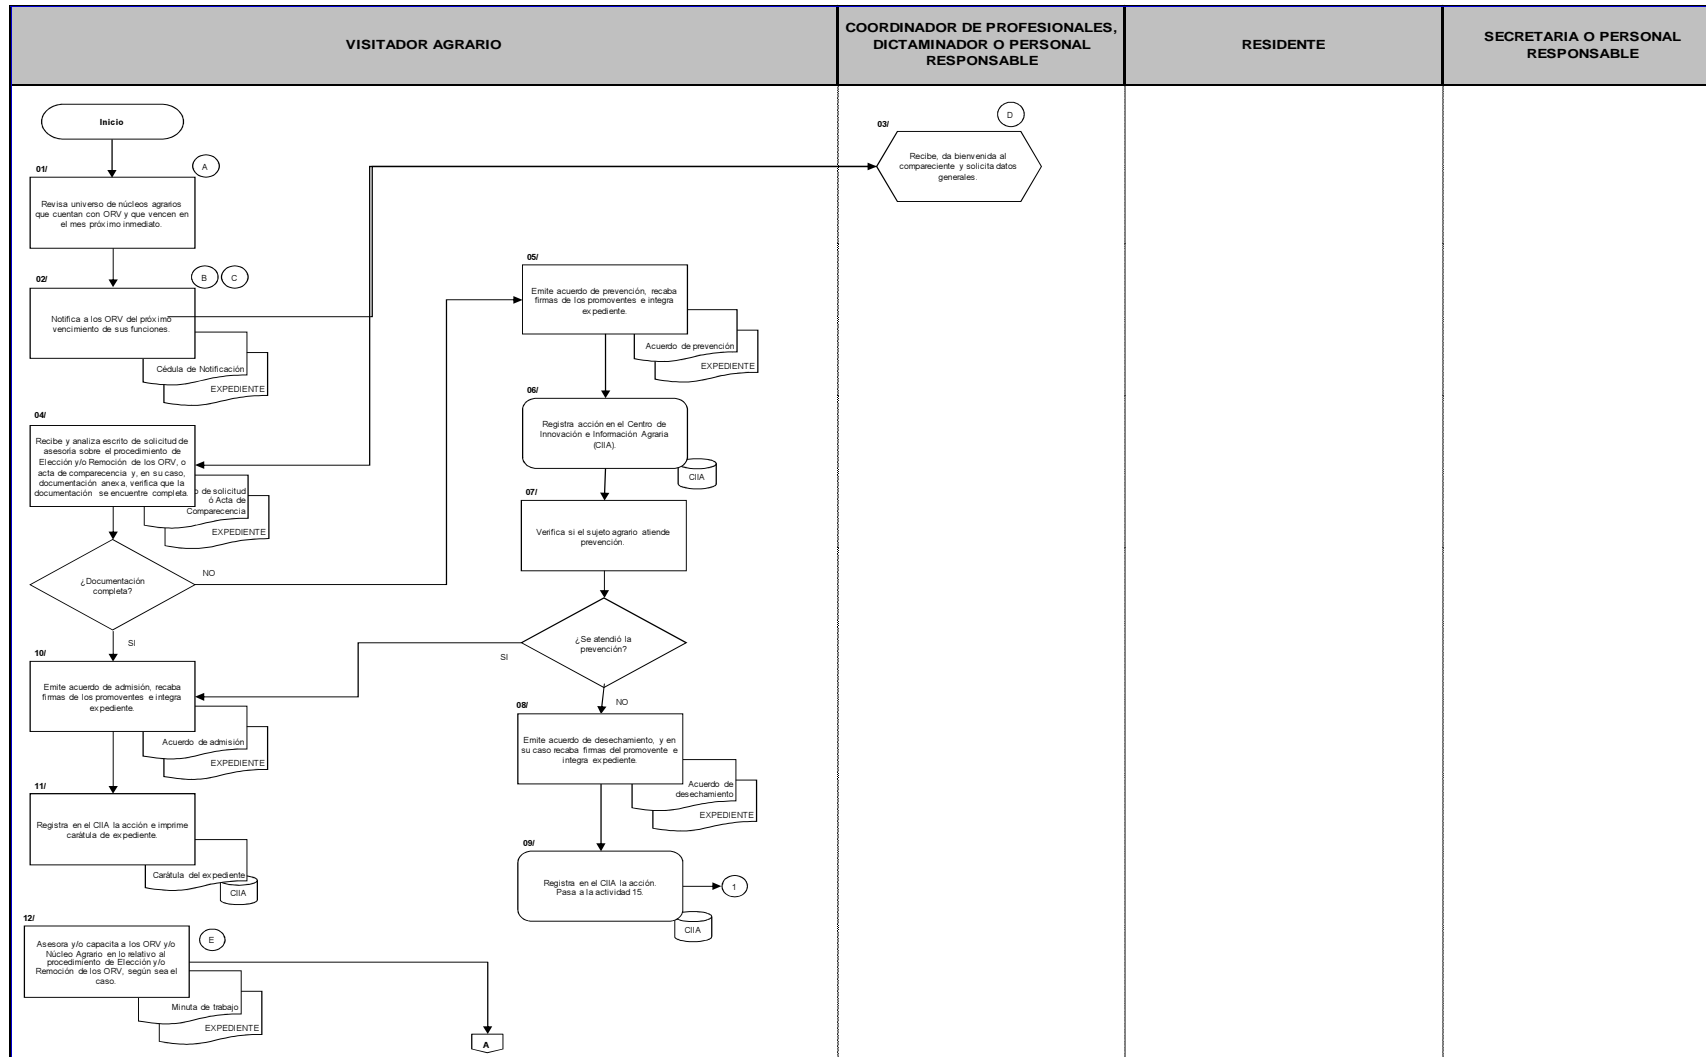 VISITADOR AGRARIO
COORDINADOR DE PROFESIONALES,
DICTAMINADOR O PERSONAL
RESPONSABLE
RESIDENTE
SECRETARIA O PERSONAL
RESPONSABLE
Inicio
01/
A
Revisa universo de núcleos agrarios
que cuentan con ORV y que vencen en
el mes próximo inmediato.
02/
B
C
Notifica a los ORV del próximo
vencimiento de sus funciones.
Cédula de Notificación
EXPEDIENTE
03/
D
Recibe, da bienvenida al
compareciente y solicita datos
generales.
04/
Recibe y analiza escrito de solicitud de
asesoría sobre el procedimiento de
Elección y/o Remoción de los ORV, o
acta de comparecencia y, en su caso,
documentación anexa, verifica que la
documentación se encuentre completa.
o de solicitud
ó Acta de
Comparecencia
EXPEDIENTE
¿Documentación
completa?
NO
SI
05/
Emite acuerdo de prevención, recaba
firmas de los promoventes e integra
expediente.
Acuerdo de prevención
EXPEDIENTE
06/
Registra acción en el Centro de
Innovación e Información Agraria
(CIIA).
CIIA
07/
Verifica si el sujeto agrario atiende
prevención.
¿Se atendió la
prevención?
SI
NO
08/
Emite acuerdo de desechamiento, y en
su caso recaba firmas del promovente e
integra expediente.
Acuerdo de
desechamiento
EXPEDIENTE
09/
Registra en el CIIA la acción.
Pasa a la actividad 15.
1
CIIA
10/
Emite acuerdo de admisión, recaba
firmas de los promoventes e integra
expediente.
Acuerdo de admisión
EXPEDIENTE
11/
Registra en el CIIA la acción e imprime
carátula de expediente.
Carátula del expediente
CIIA
12/
E
Asesora y/o capacita a los ORV y/o
Núcleo Agrario en lo relativo al
procedimiento de Elección y/o
Remoción de los ORV, según sea el
caso.
Minuta de trabajo
EXPEDIENTE
A